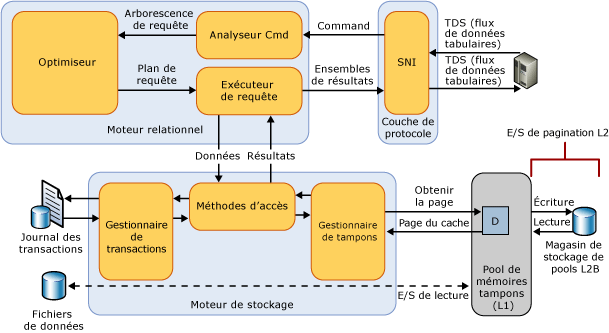 Arborescence
de requête
Analyseur Cmd
Command
TDS (flux
de données
tabulaires)
Optimiseur
SNI
TDS (flux
de données
tabulaires)
Plan de
requête
Exécuteur
de requête
Ensembles
de résultats
Moteur relationnel
Couche de
protocole
E/S de pagination L2
Données
Résultats
Journal des
transactions
Gestionnaire
de
transactions
Méthodes d'accès
Gestionnaire
de tampons
Obtenir
la page
Page du cache
D
Écriture
Lecture
Magasin de
stockage de
pools L2B
Pool de
mémoires
tampons
(L1)
Moteur de stockage
E/S de lecture
Fichiers
de données